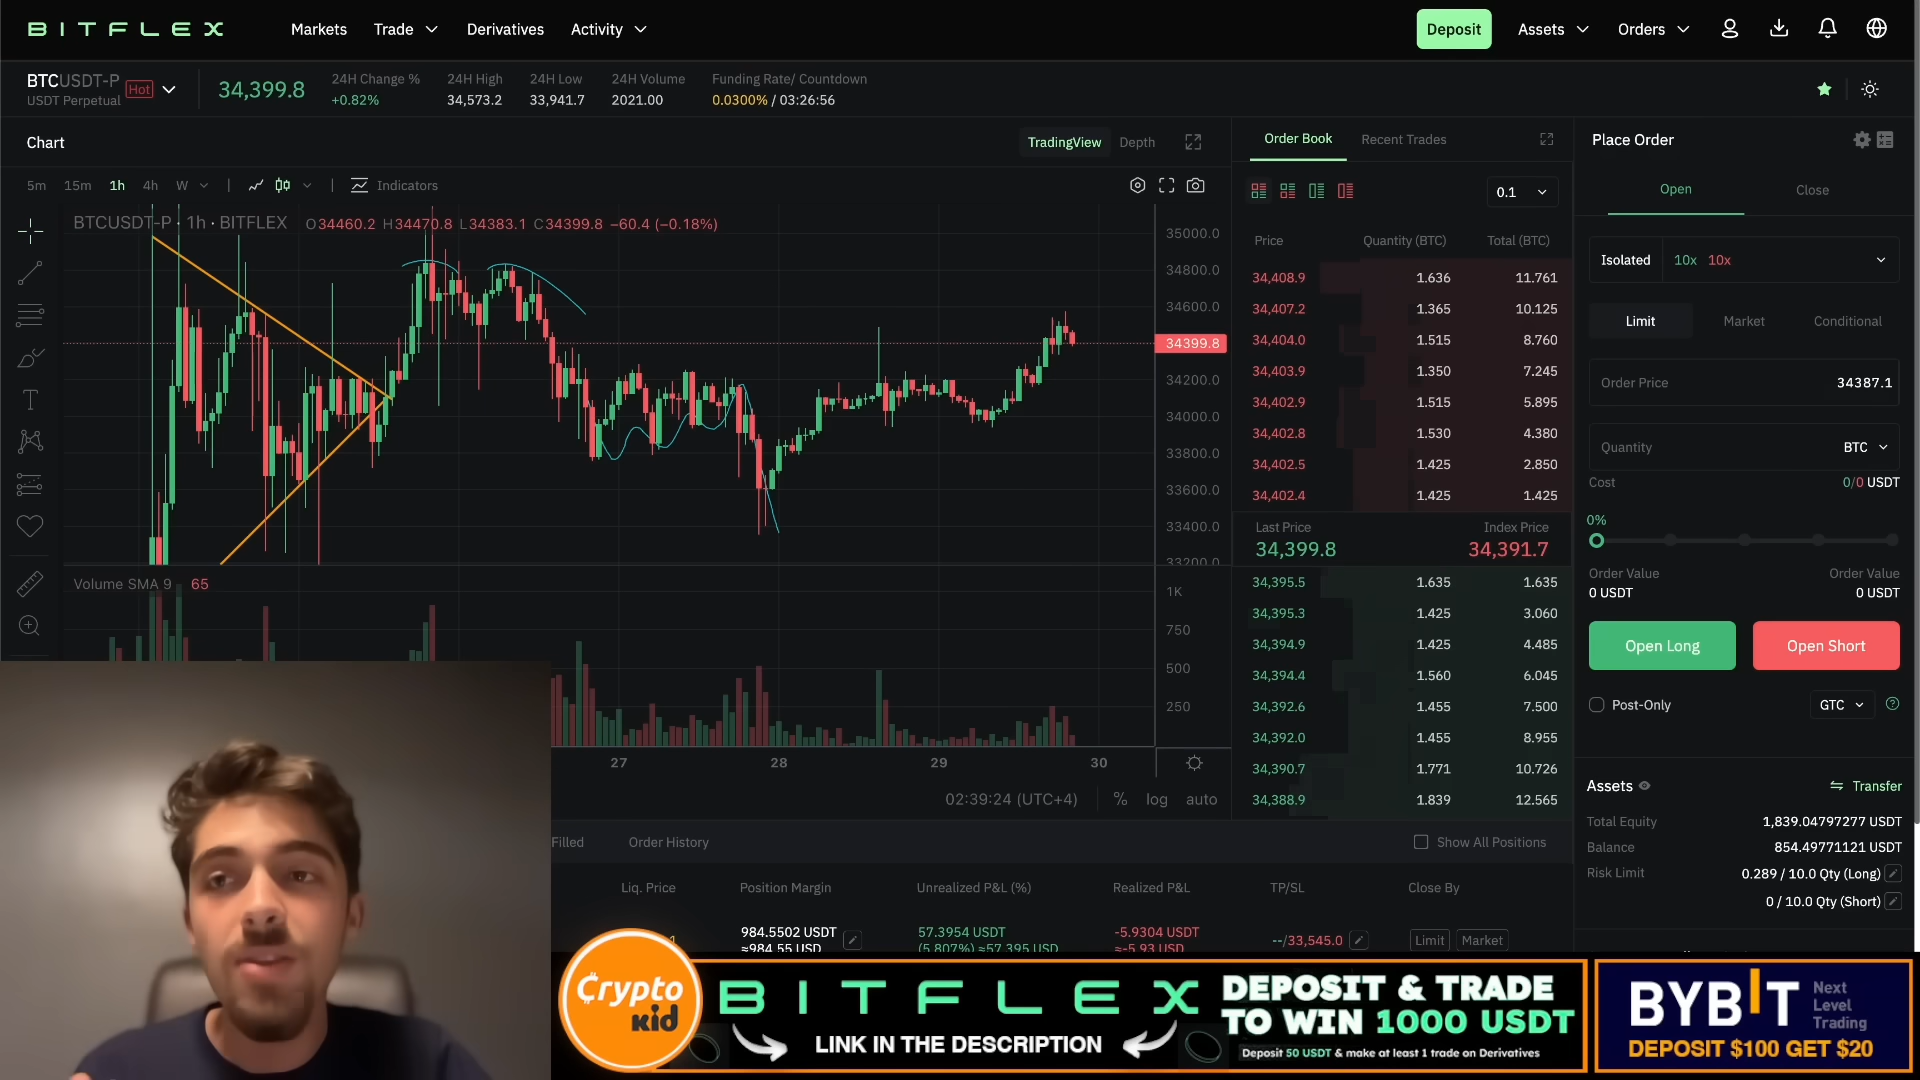 BITFLEX
Markets Trade Derivatives Activity
Deposit Assets Orders
BTCUSDT-P Hot
USDT Perpetual
34,399.8
24H Change %
+0.82%
24H High
34,573.2
24H Low
33,941.7
24H Volume
2021.00
Funding Rate/ Countdown
0.0300% / 03:26:56
Chart
TradingView Depth
5m 15m 1h 4h W Indicators
BTCUSDT-P · 1h · BITFLEX O34460.2 H34470.8 L34383.1 C34399.8 −60.4 (−0.18%)
35000.0
34800.0
34600.0
34399.8
34200.0
34000.0
33800.0
33600.0
33400.0
33200.0
Volume SMA 9 65
1K
750
500
250
27 28 29 30
02:39:24 (UTC+4) % log auto
Order Book Recent Trades
0.1
Price Quantity (BTC) Total (BTC)
34,408.9 1.636 11.761
34,407.2 1.365 10.125
34,404.0 1.515 8.760
34,403.9 1.350 7.245
34,402.9 1.515 5.895
34,402.8 1.530 4.380
34,402.5 1.425 2.850
34,402.4 1.425 1.425
Last Price Index Price
34,399.8 34,391.7
34,395.5 1.635 1.635
34,395.3 1.425 3.060
34,394.9 1.425 4.485
34,394.4 1.560 6.045
34,392.6 1.455 7.500
34,392.0 1.455 8.955
34,390.7 1.771 10.726
34,388.9 1.839 12.565
Place Order
Open Close
Isolated 10x 10x
Limit Market Conditional
Order Price 34387.1
Quantity BTC
Cost 0/0 USDT
0%
Order Value Order Value
0 USDT 0 USDT
Open Long Open Short
Post-Only GTC
Assets Transfer
Total Equity 1,839.04797277 USDT
Balance 854.49771121 USDT
Risk Limit 0.289 / 10.0 Qty (Long)
0 / 10.0 Qty (Short)
Filled Order History Show All Positions
Liq. Price Position Margin Unrealized P&L (%) Realized P&L TP/SL Close By
984.5502 USDT 57.3954 USDT -5.9304 USDT --/33,545.0 Limit Market
≈984.55 USD (5.807%) ≈57.395 USD ≈-5.93 USD
Crypto
Kid
BITFLEX
LINK IN THE DESCRIPTION
DEPOSIT & TRADE
TO WIN 1000 USDT
Deposit 50 USDT & make at least 1 trade on Derivatives
BYBIT
Next
Level
Trading
DEPOSIT $100 GET $20